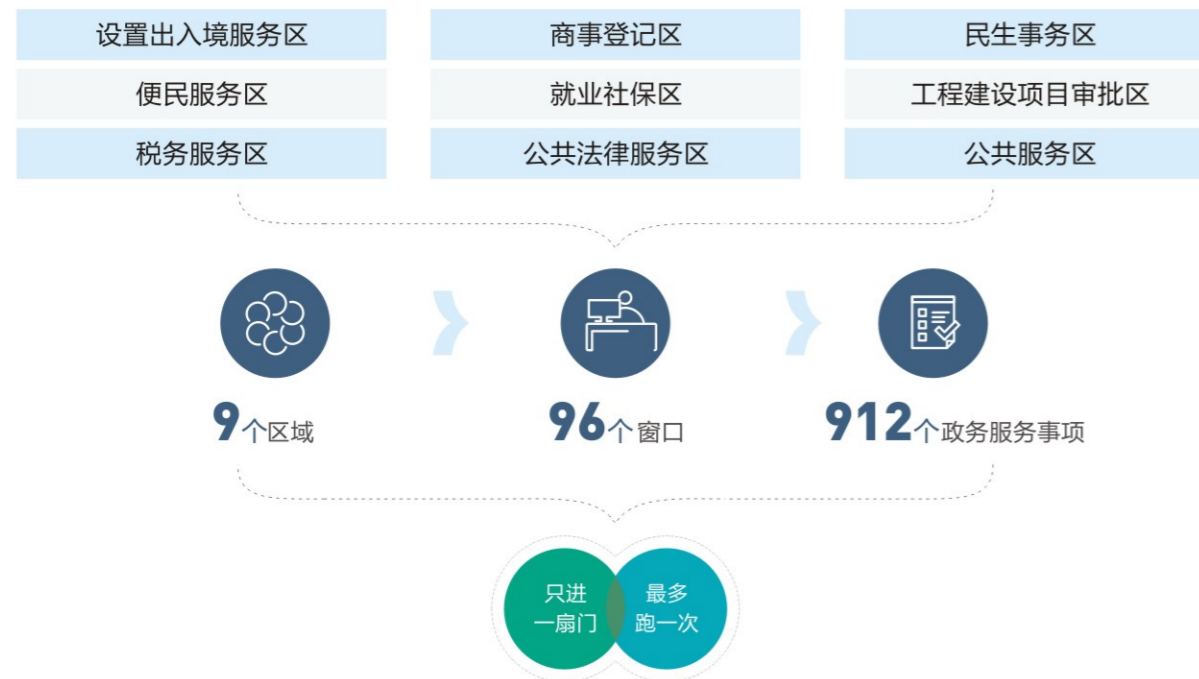 设置出入境服务区
商事登记区
民生事务区
便民服务区
就业社保区
工程建设项目审批区
税务服务区
公共法律服务区
公共服务区
9个区域
96个窗口
912个政务服务事项
只进
一扇门
最多
跑一次